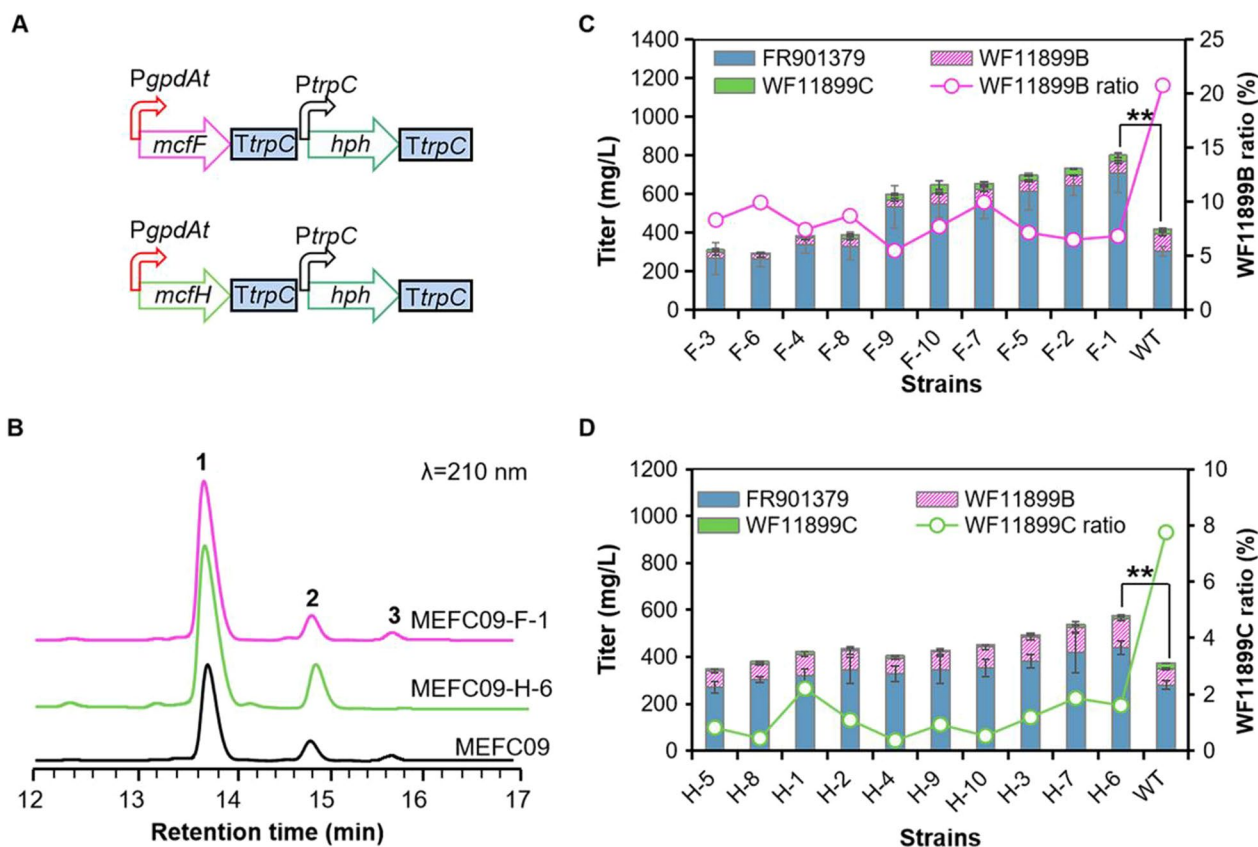 A
PgpdAt
PtrpC
mcfF
TtrpC
hph
TtrpC
PgpdAt
PtrpC
mcfH
TtrpC
hph
TtrpC
B
1
λ=210 nm
2
3
MEFC09-F-1
MEFC09-H-6
MEFC09
12 13 14 15 16 17
Retention time (min)
C
FR901379
WF11899B
WF11899C
WF11899B ratio
**
Titer (mg/L)
1400
1200
1000
800
600
400
200
0
WF11899B ratio (%)
25
20
15
10
5
0
F-3 F-6 F-4 F-8 F-9 F-10 F-7 F-5 F-2 F-1 WT
Strains
D
FR901379
WF11899B
WF11899C
WF11899C ratio
**
Titer (mg/L)
1200
1000
800
600
400
200
0
WF11899C ratio (%)
10
8
6
4
2
0
H-5 H-8 H-1 H-2 H-4 H-9 H-10 H-3 H-7 H-6 WT
Strains